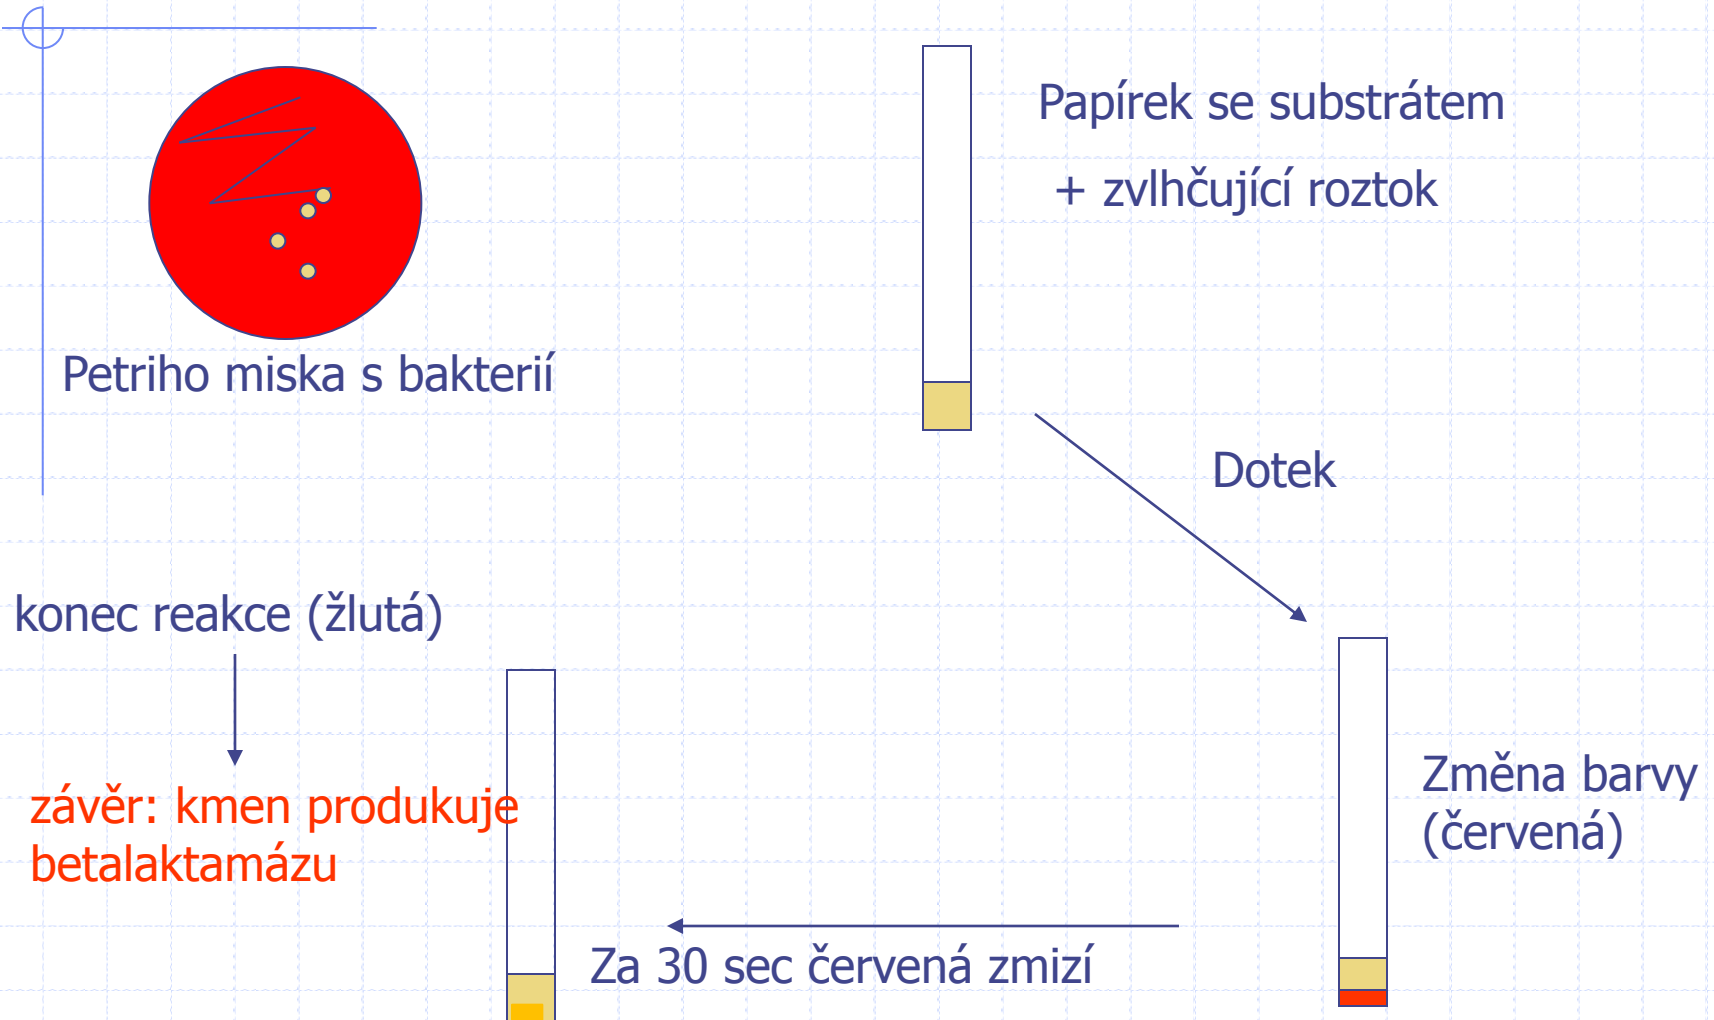 Papírek se substrátem
+ zvlhčující roztok
Petriho miska s bakterií
Dotek
Změna barvy
(červená)
Za 30 sec červená zmizí
konec reakce (žlutá)
závěr: kmen produkuje
betalaktamázu